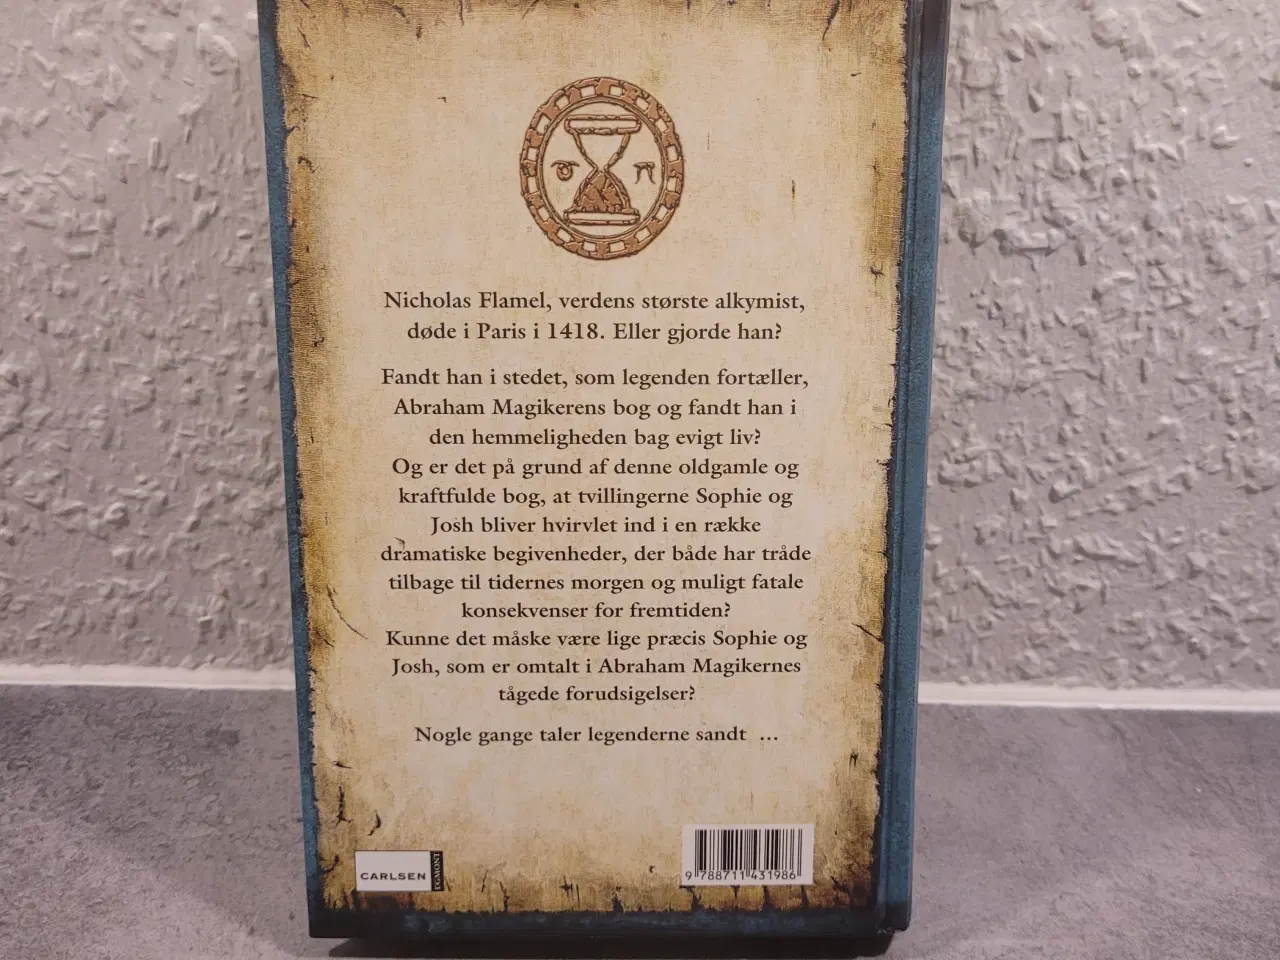 Nicholas Flamel, verdens største alkymist,
døde i Paris i 1418. Eller gjorde han?
Fandt han i stedet, som legenden fortæller,
Abraham Magikerens bog og fandt han i
den hemmeligheden bag evigt liv?
Og er det på grund af denne oldgamle og
kraftfulde bog, at tvillingerne Sophie og
Josh bliver hvirvlet ind i en række
dramatiske begivenheder, der både har tråde
tilbage til tidernes morgen og muligt fatale
konsekvenser for fremtiden?
Kunne det måske være lige præcis Sophie og
Josh, som er omtalt i Abraham Magikernes
tågede forudsigelser?
Nogle gange taler legenderne sandt ...
CARLSEN
EGMONT
9 788711 431986